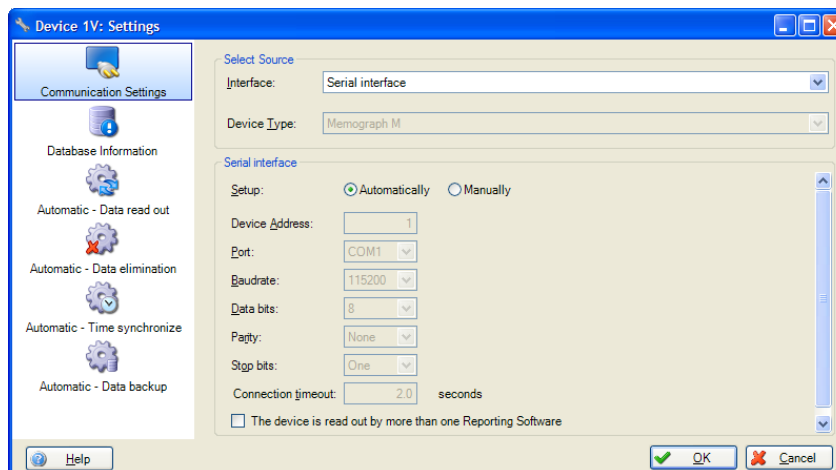 Device 1V: Settings
Communication Settings
Database Information
Automatic - Data read out
Automatic - Data elimination
Automatic - Time synchronize
Automatic - Data backup
Select Source
Interface: Serial interface
Device Type: Memograph M
Serial interface
Setup: Automatically Manually
Device Address: 1
Port: COM1
Baudrate: 115200
Data bits: 8
Parity: None
Stop bits: One
Connection timeout: 2.0 seconds
The device is read out by more than one Reporting Software
Help OK Cancel